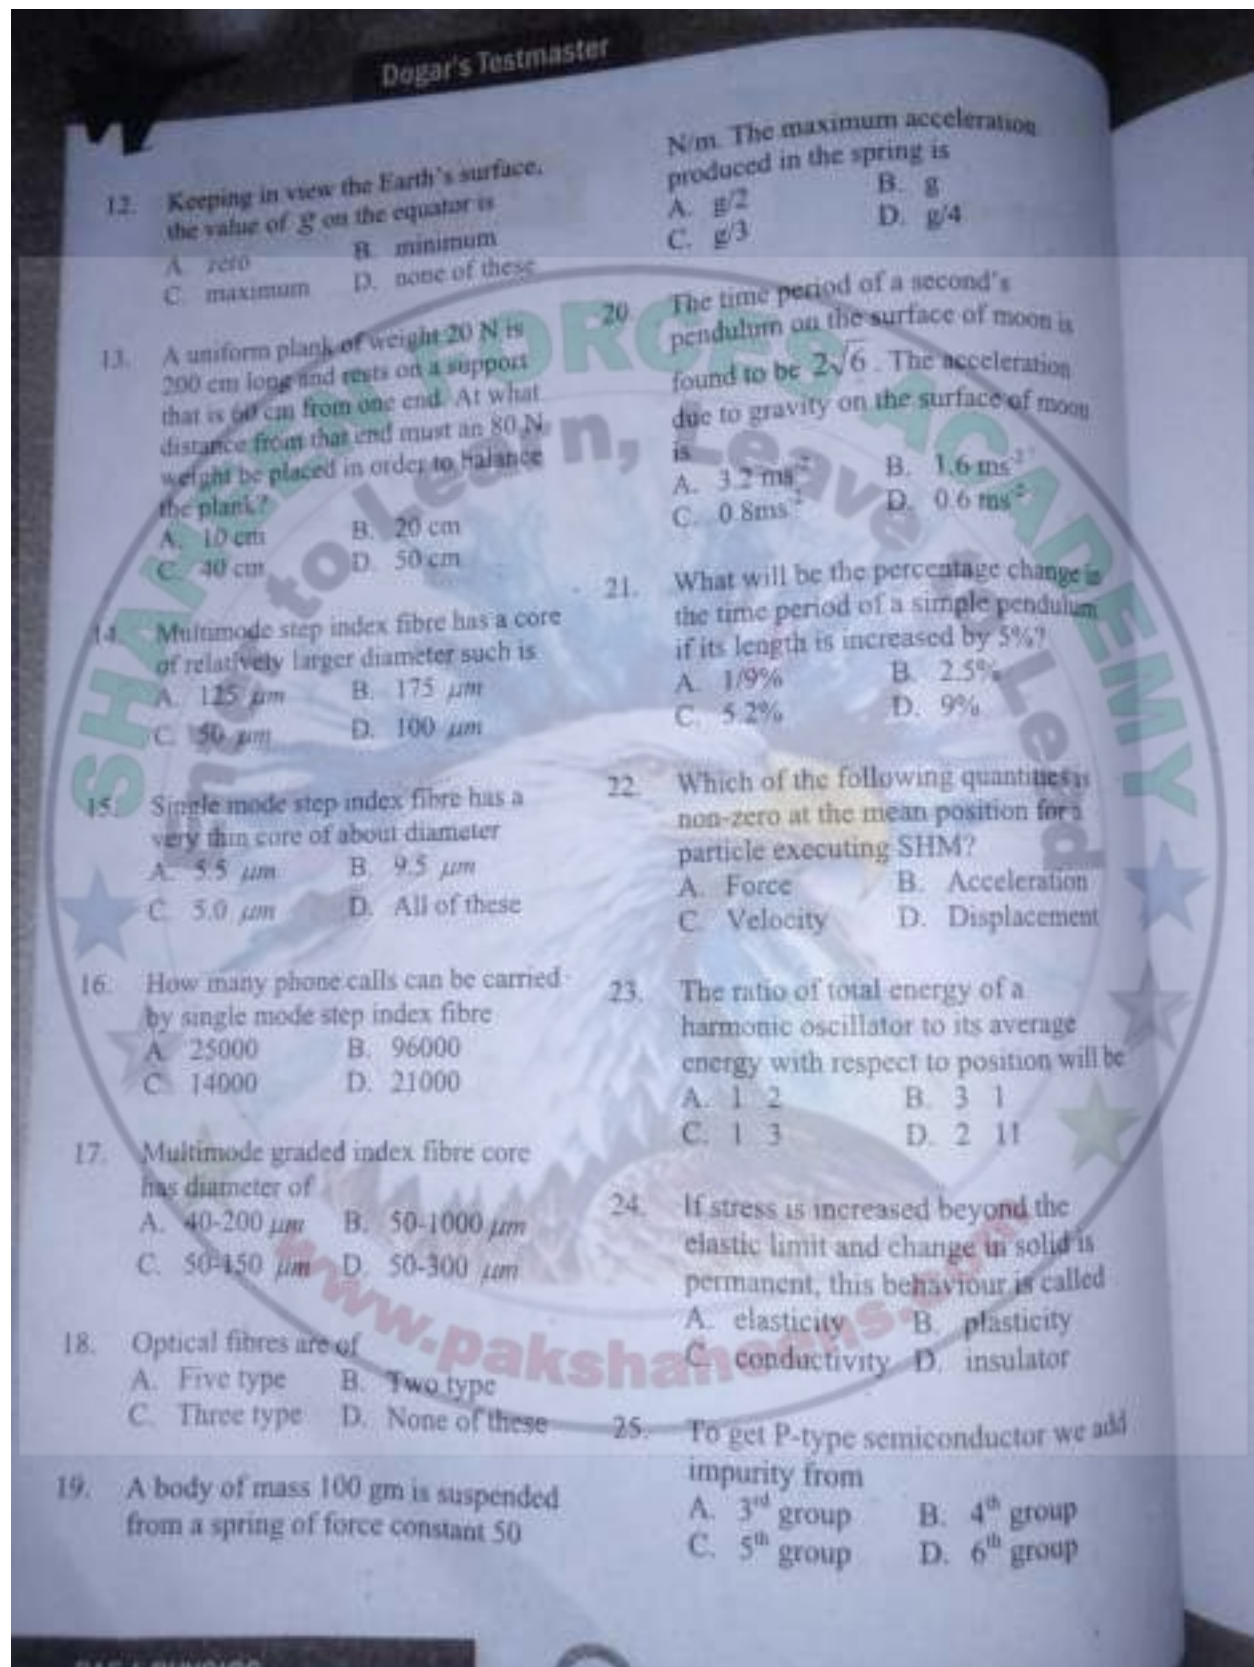 Dogar's Testmaster
12. Keeping in view the Earth's surface,
the value of g on the equator is
A. zero B. minimum
C. maximum D. none of these
13. A uniform plank of weight 20 N is
200 cm long and rests on a support
that is 60 cm from one end. At what
distance from that end must an 80 N
weight be placed in order to balance
the plank?
A. 10 cm B. 20 cm
C. 40 cm D. 50 cm
14. Multimode step index fibre has a core
of relatively larger diameter such is
A. 125 μm B. 175 μm
C. 50 μm D. 100 μm
15. Single mode step index fibre has a
very thin core of about diameter
A. 5.5 μm B. 9.5 μm
C. 5.0 μm D. All of these
16. How many phone calls can be carried
by single mode step index fibre
A. 25000 B. 96000
C. 14000 D. 21000
17. Multimode graded index fibre core
has diameter of
A. 40-200 μm B. 50-1000 μm
C. 50-150 μm D. 50-300 μm
18. Optical fibres are of
A. Five type B. Two type
C. Three type D. None of these
19. A body of mass 100 gm is suspended
from a spring of force constant 50
N/m. The maximum acceleration
produced in the spring is
A. g/2 B. g
C. g/3 D. g/4
20. The time period of a second's
pendulum on the surface of moon is
found to be 2√6. The acceleration
due to gravity on the surface of moon
is
A. 3.2 ms⁻² B. 1.6 ms⁻²
C. 0.8ms⁻² D. 0.6 ms⁻²
21. What will be the percentage change in
the time period of a simple pendulum
if its length is increased by 5%?
A. 1/9% B. 2.5%
C. 5.2% D. 9%
22. Which of the following quantities is
non-zero at the mean position for a
particle executing SHM?
A. Force B. Acceleration
C. Velocity D. Displacement
23. The ratio of total energy of a
harmonic oscillator to its average
energy with respect to position will be
A. 1 2 B. 3 1
C. 1 3 D. 2 11
24. If stress is increased beyond the
elastic limit and change in solid is
permanent, this behaviour is called
A. elasticity B. plasticity
C. conductivity D. insulator
25. To get P-type semiconductor we add
impurity from
A. 3rd group B. 4th group
C. 5th group D. 6th group
FORCES ACADEMY
to Learn, Leave to Lead
www.pakshaheens.com